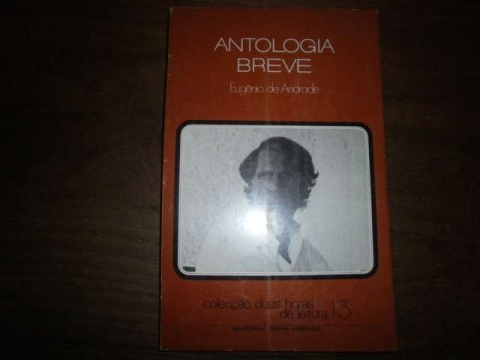 ANTOLOGIA
BREVE
Eugénio de Andrade
colecção duas horas
de leitura 13